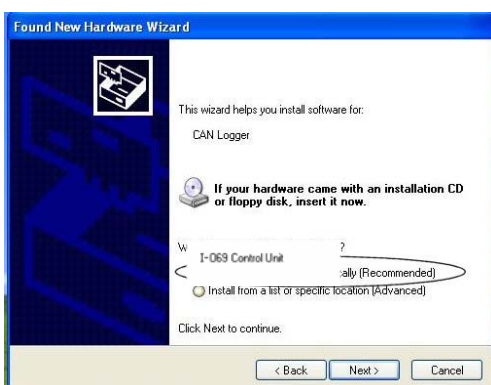 Found New Hardware Wizard
This wizard helps you install software for:
CAN Logger
If your hardware came with an installation CD
or floppy disk, insert it now.
?
I-069 Control Unit
(Recommended)
Install from a list or specific location (Advanced)
Click Next to continue.
< Back Next > Cancel